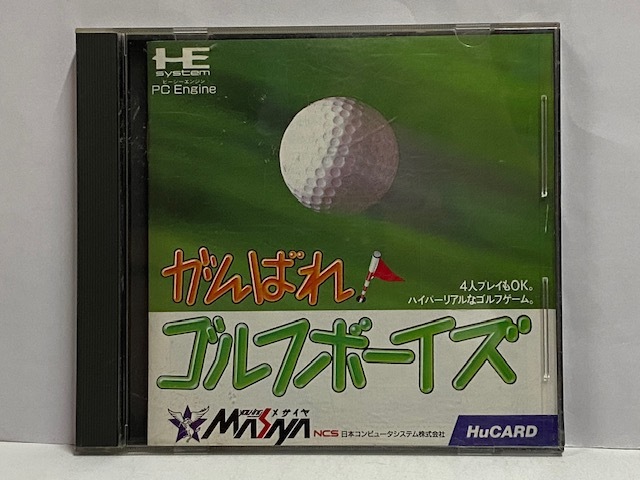 HE
system
ピーシーエンジン
PC Engine
がんばれ!
4人プレイもOK。
ハイパーリアルなゴルフゲーム。
ゴルフボーイズ
メサイヤ
MASAYA
NCS 日本コンピュータシステム株式会社
HuCARD